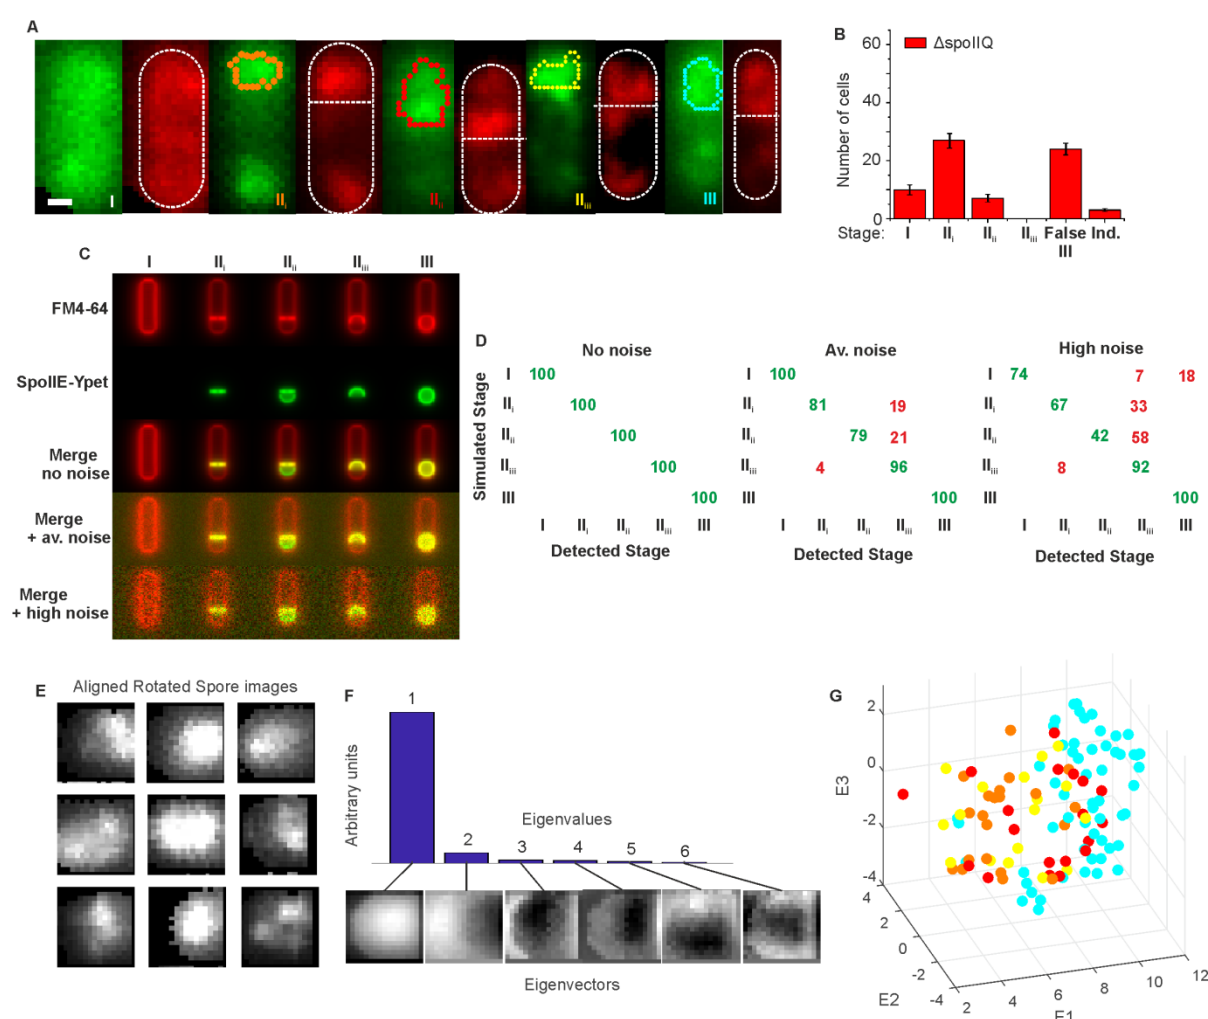 A
I
IIi
IIii
IIiii
III
B
ΔspoIIQ
Number of cells
60
40
20
0
Stage: I IIi IIii IIiii False III Ind.
C
I IIi IIii IIiii III
FM4-64
SpoIIE-Ypet
Merge
no noise
Merge
+ av. noise
Merge
+ high noise
D
No noise Av. noise High noise
Simulated Stage
I 100
IIi 100
IIii 100
IIiii 100
III 100
I IIi IIii IIiii III
Detected Stage
I 100
IIi 81 19
IIii 79 21
IIiii 4 96
III 100
I IIi IIii IIiii III
Detected Stage
I 74 7 18
IIi 67 33
IIii 42 58
IIiii 8 92
III 100
I IIi IIii IIiii III
Detected Stage
E
Aligned Rotated Spore images
F
Arbitrary units
1 2 3 4 5 6
Eigenvalues
Eigenvectors
G
E3
2
0
-2
-4
E2
4
2
0
-2
-4
2 4 6 8 10 12
E1